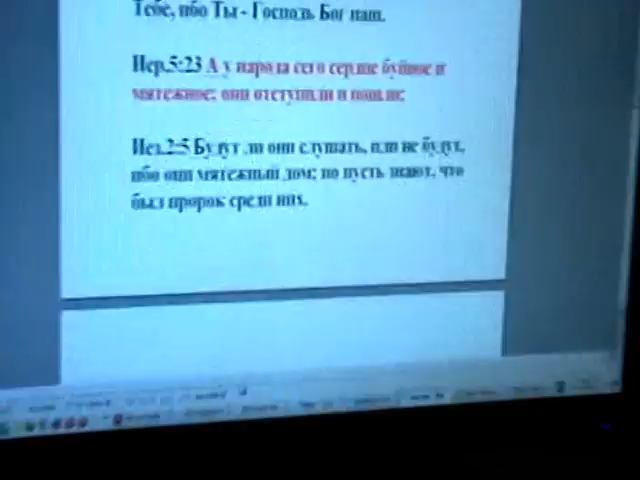 Тебе, ибо Ты - Господь Бог наш.
Иер.5:23 А у народа сего сердце буйное и
мятежное; они отступили и пошли;
Иез.2:5 Будут ли они слушать, или не будут,
ибо они мятежный дом; но пусть знают, что
был пророк среди них.